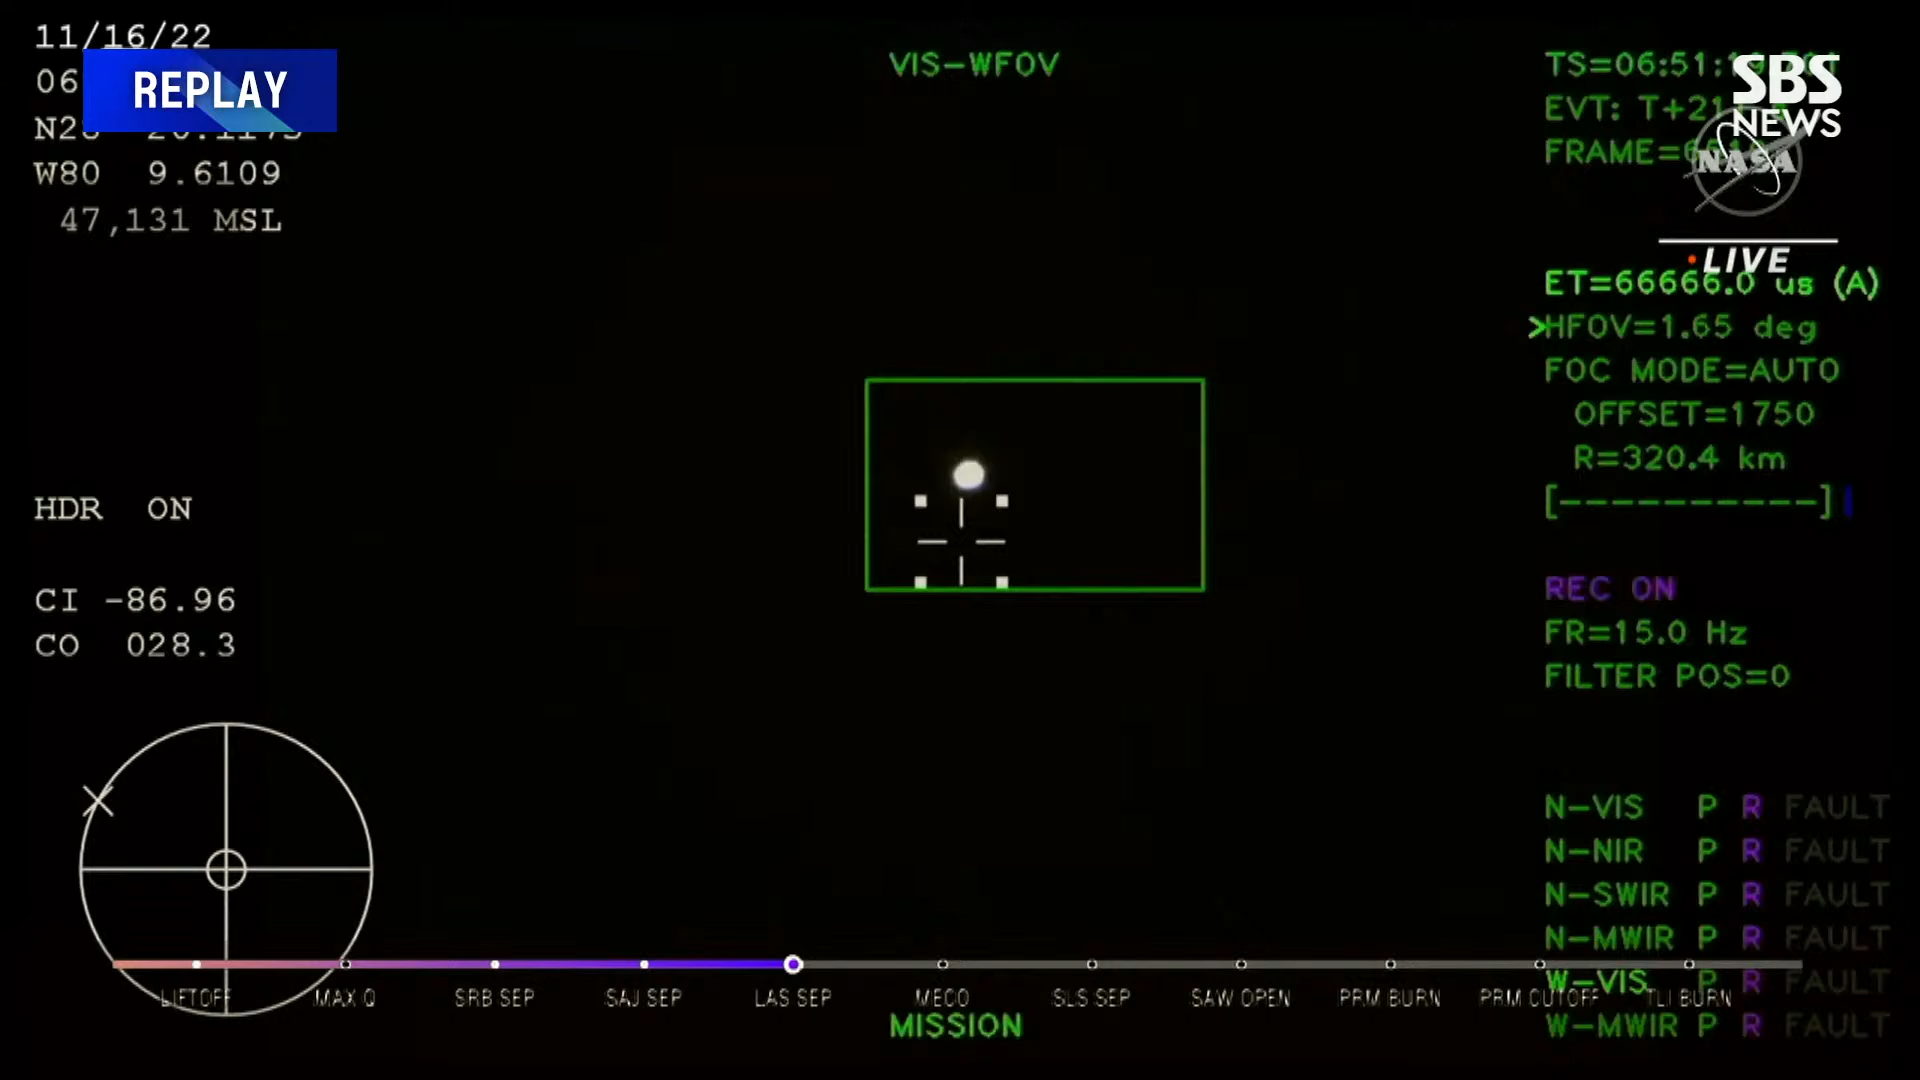 11/16/22
06
REPLAY
W80 9.6109
47,131 MSL
HDR ON
CI -86.96
CO 028.3
VIS-WFOV
TS=06:51:
SBS
NEWS
EVT: T+21
FRAME=6
NASA
LIVE
ET=66666.0 us (A)
>HFOV=1.65 deg
FOC MODE=AUTO
OFFSET=1750
R=320.4 km
[----------]
REC ON
FR=15.0 Hz
FILTER POS=0
N-VIS P R FAULT
N-NIR P R FAULT
N-SWIR P R FAULT
N-MWIR P R FAULT
W-VIS P R FAULT
W-MWIR P R FAULT
LIFTOFF MAX Q SRB SEP SAJ SEP LAS SEP MECO SLS SEP SAW OPEN PRM BURN PRM CUTOFF TLI BURN
MISSION